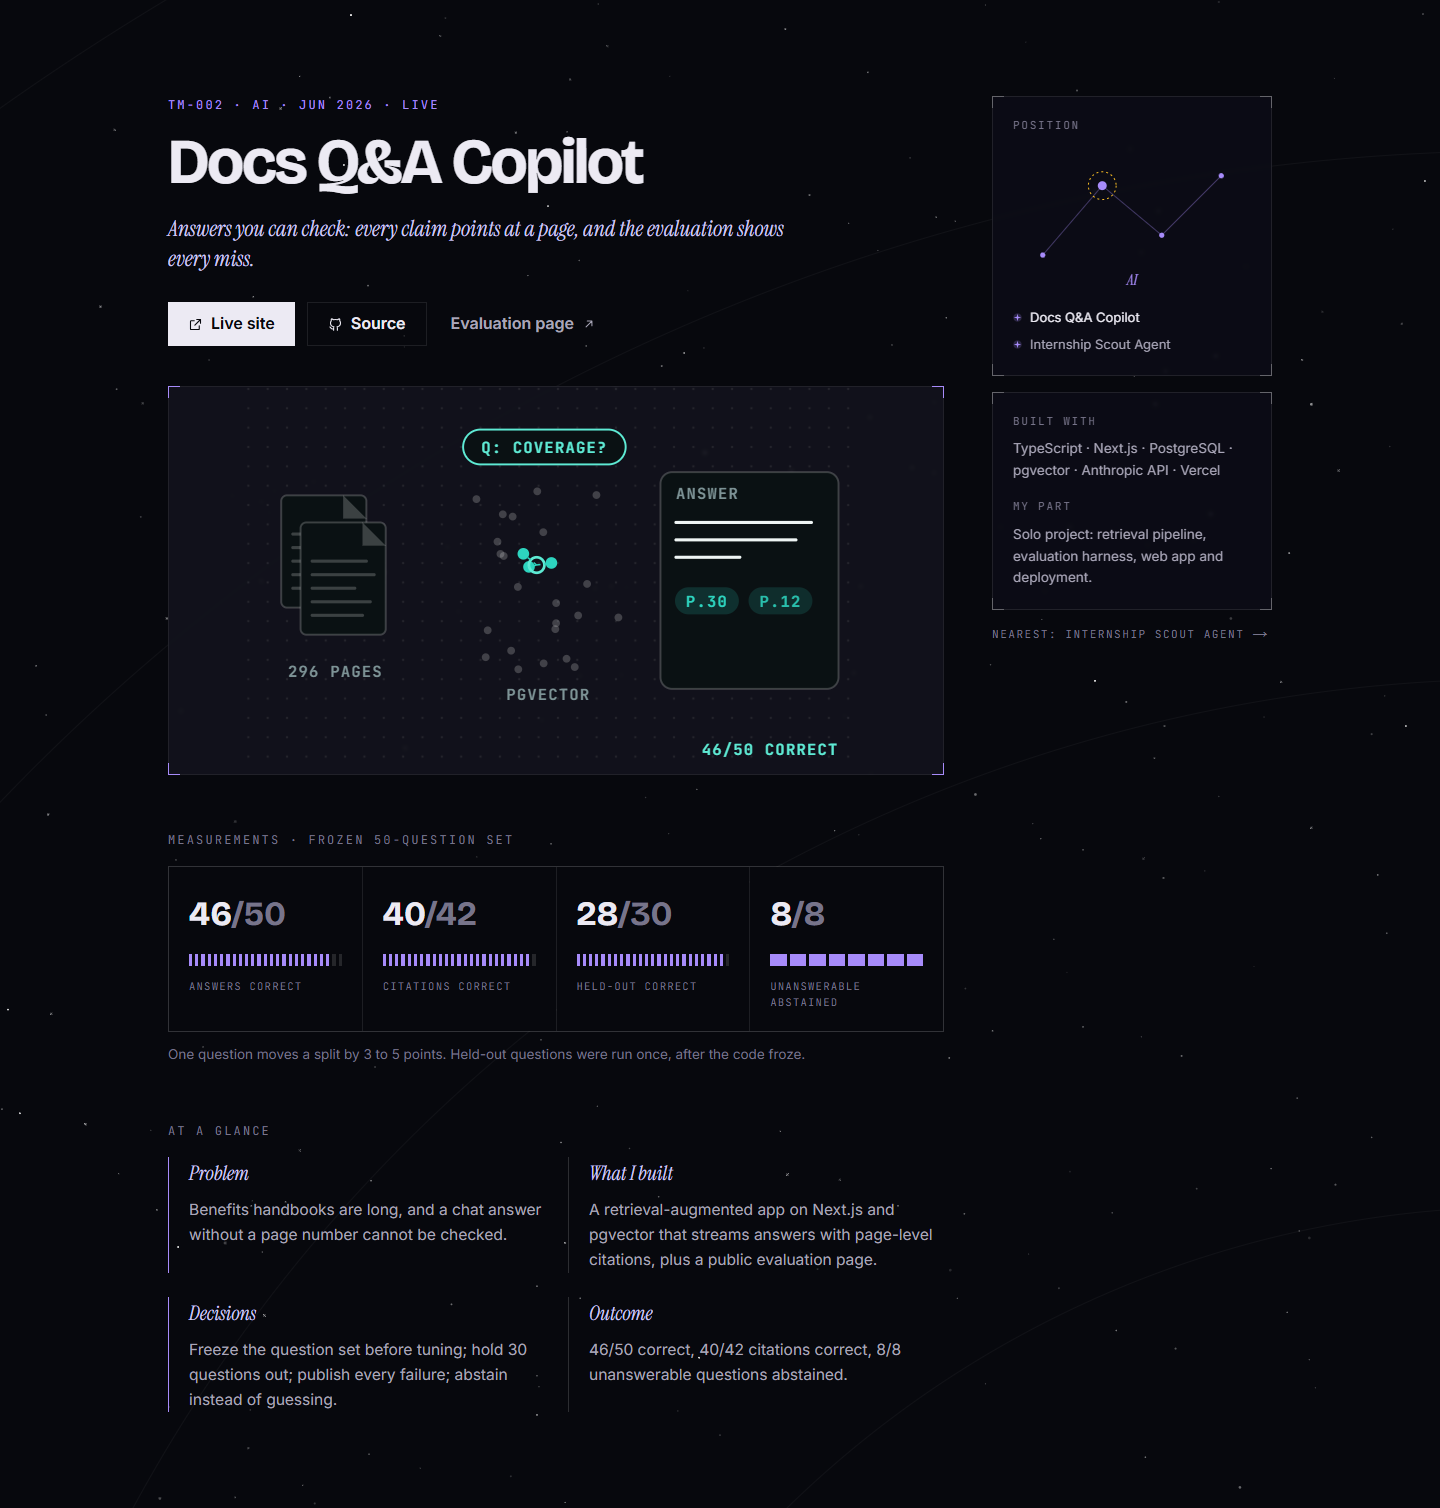 TM-002 · AI · JUN 2026 · LIVE
Docs Q&A Copilot
Answers you can check: every claim points at a page, and the evaluation shows
every miss.
Live site
Source
Evaluation page ↗
Q: COVERAGE?
ANSWER
P.30
P.12
296 PAGES
PGVECTOR
46/50 CORRECT
MEASUREMENTS · FROZEN 50-QUESTION SET
46/50
ANSWERS CORRECT
40/42
CITATIONS CORRECT
28/30
HELD-OUT CORRECT
8/8
UNANSWERABLE
ABSTAINED
One question moves a split by 3 to 5 points. Held-out questions were run once, after the code froze.
AT A GLANCE
Problem
Benefits handbooks are long, and a chat answer
without a page number cannot be checked.
What I built
A retrieval-augmented app on Next.js and
pgvector that streams answers with page-level
citations, plus a public evaluation page.
Decisions
Freeze the question set before tuning; hold 30
questions out; publish every failure; abstain
instead of guessing.
Outcome
46/50 correct, 40/42 citations correct, 8/8
unanswerable questions abstained.
POSITION
AI
Docs Q&A Copilot
Internship Scout Agent
BUILT WITH
TypeScript · Next.js · PostgreSQL ·
pgvector · Anthropic API · Vercel
MY PART
Solo project: retrieval pipeline,
evaluation harness, web app and
deployment.
NEAREST: INTERNSHIP SCOUT AGENT →